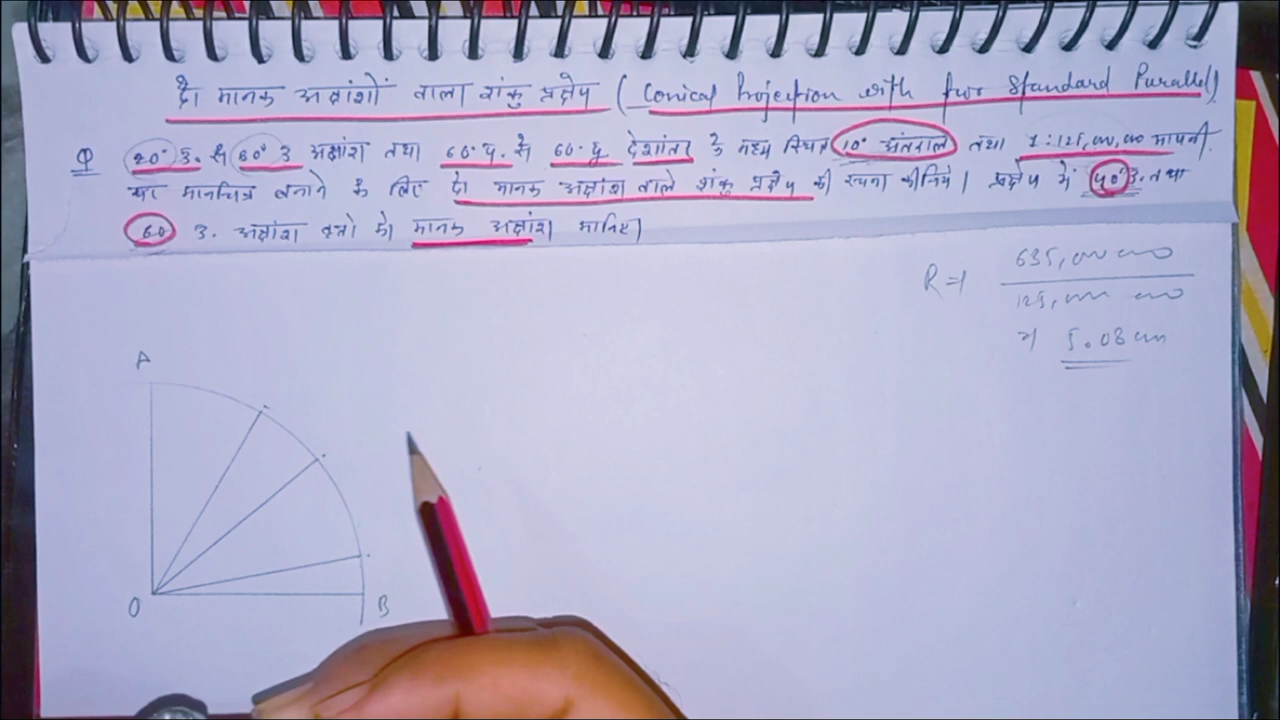 दो मानक अक्षांशों वाला शंकु प्रक्षेप (Conical Projection with two Standard Parallel)
Q 20° उ. से 80° उ अक्षांश तथा 60° प. से 60° पू. देशांतर के मध्य स्थित 10° अंतराल तथा 1:125,000,000 मापनी
पर मानचित्र बनाने के लिए दो मानक अक्षांश वाले शंकु प्रक्षेप की रचना कीजिये। प्रक्षेप में 40° उ. तथा
60 उ. अक्षांश वृत्तों को मानक अक्षांश मानिए।
R = 635,000,000
125,000,000
= 5.08 cm
A
O
B